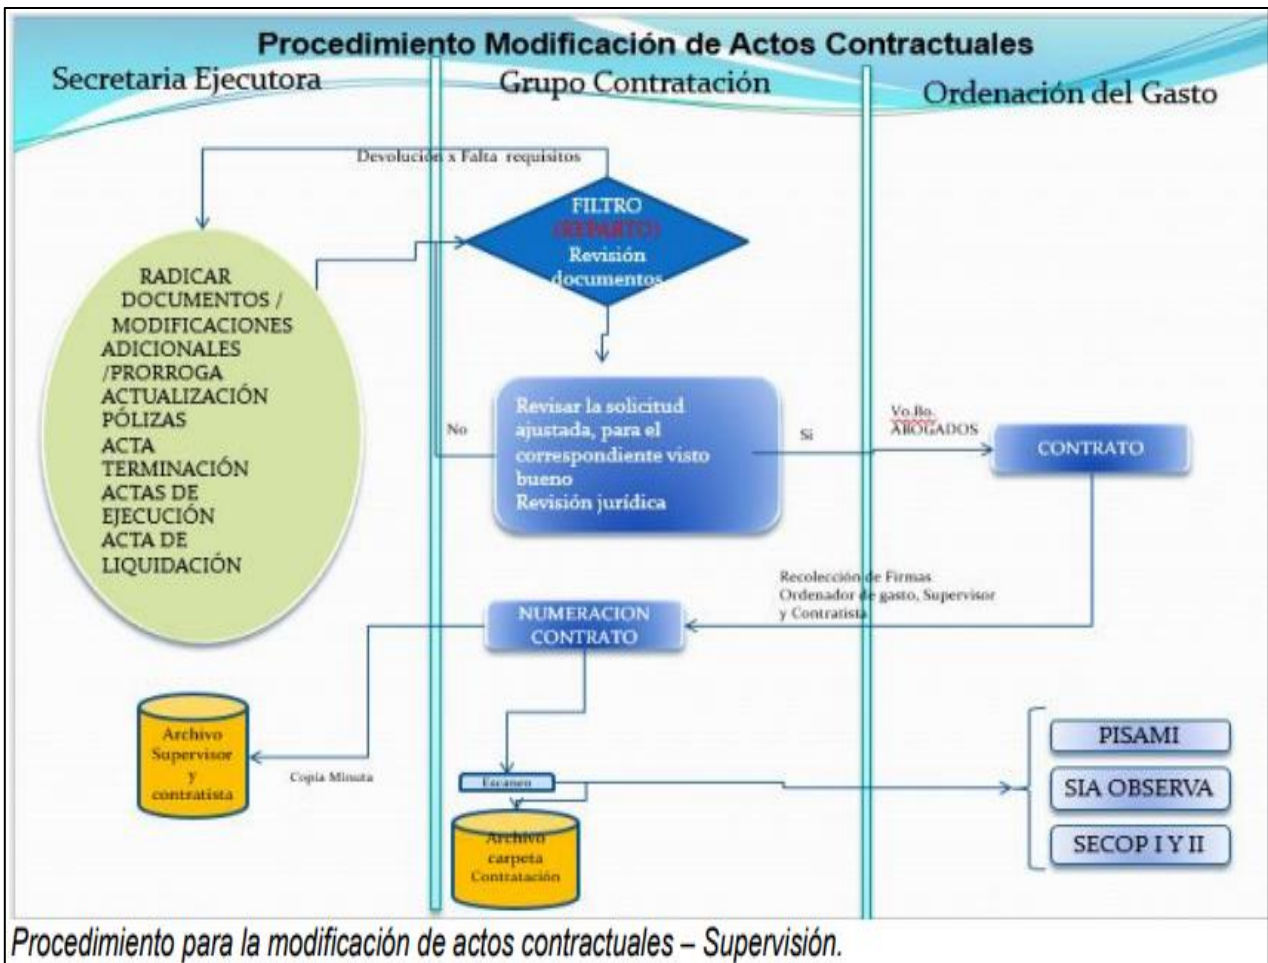 Procedimiento Modificación de Actos Contractuales
Secretaria Ejecutora
Grupo Contratación
Ordenación del Gasto
Devolución x Falta requisitos
FILTRO
(REPARTO)
Revisión
documentos
RADICAR
DOCUMENTOS /
MODIFICACIONES
ADICIONALES
/PRORROGA
ACTUALIZACIÓN
PÓLIZAS
ACTA
TERMINACIÓN
ACTAS DE
EJECUCIÓN
ACTA DE
LIQUIDACIÓN
No
Revisar la solicitud
ajustada, para el
correspondiente visto
bueno
Revisión jurídica
Si
Vo.Bo.
ABOGADOS
CONTRATO
Recolección de Firmas
Ordenador de gasto, Supervisor
y Contratista
NUMERACION
CONTRATO
Archivo
Supervisor
y
contratista
Copia Minuta
Escaneo
Archivo
carpeta
Contratación
PISAMI
SIA OBSERVA
SECOP I Y II
Procedimiento para la modificación de actos contractuales – Supervisión.